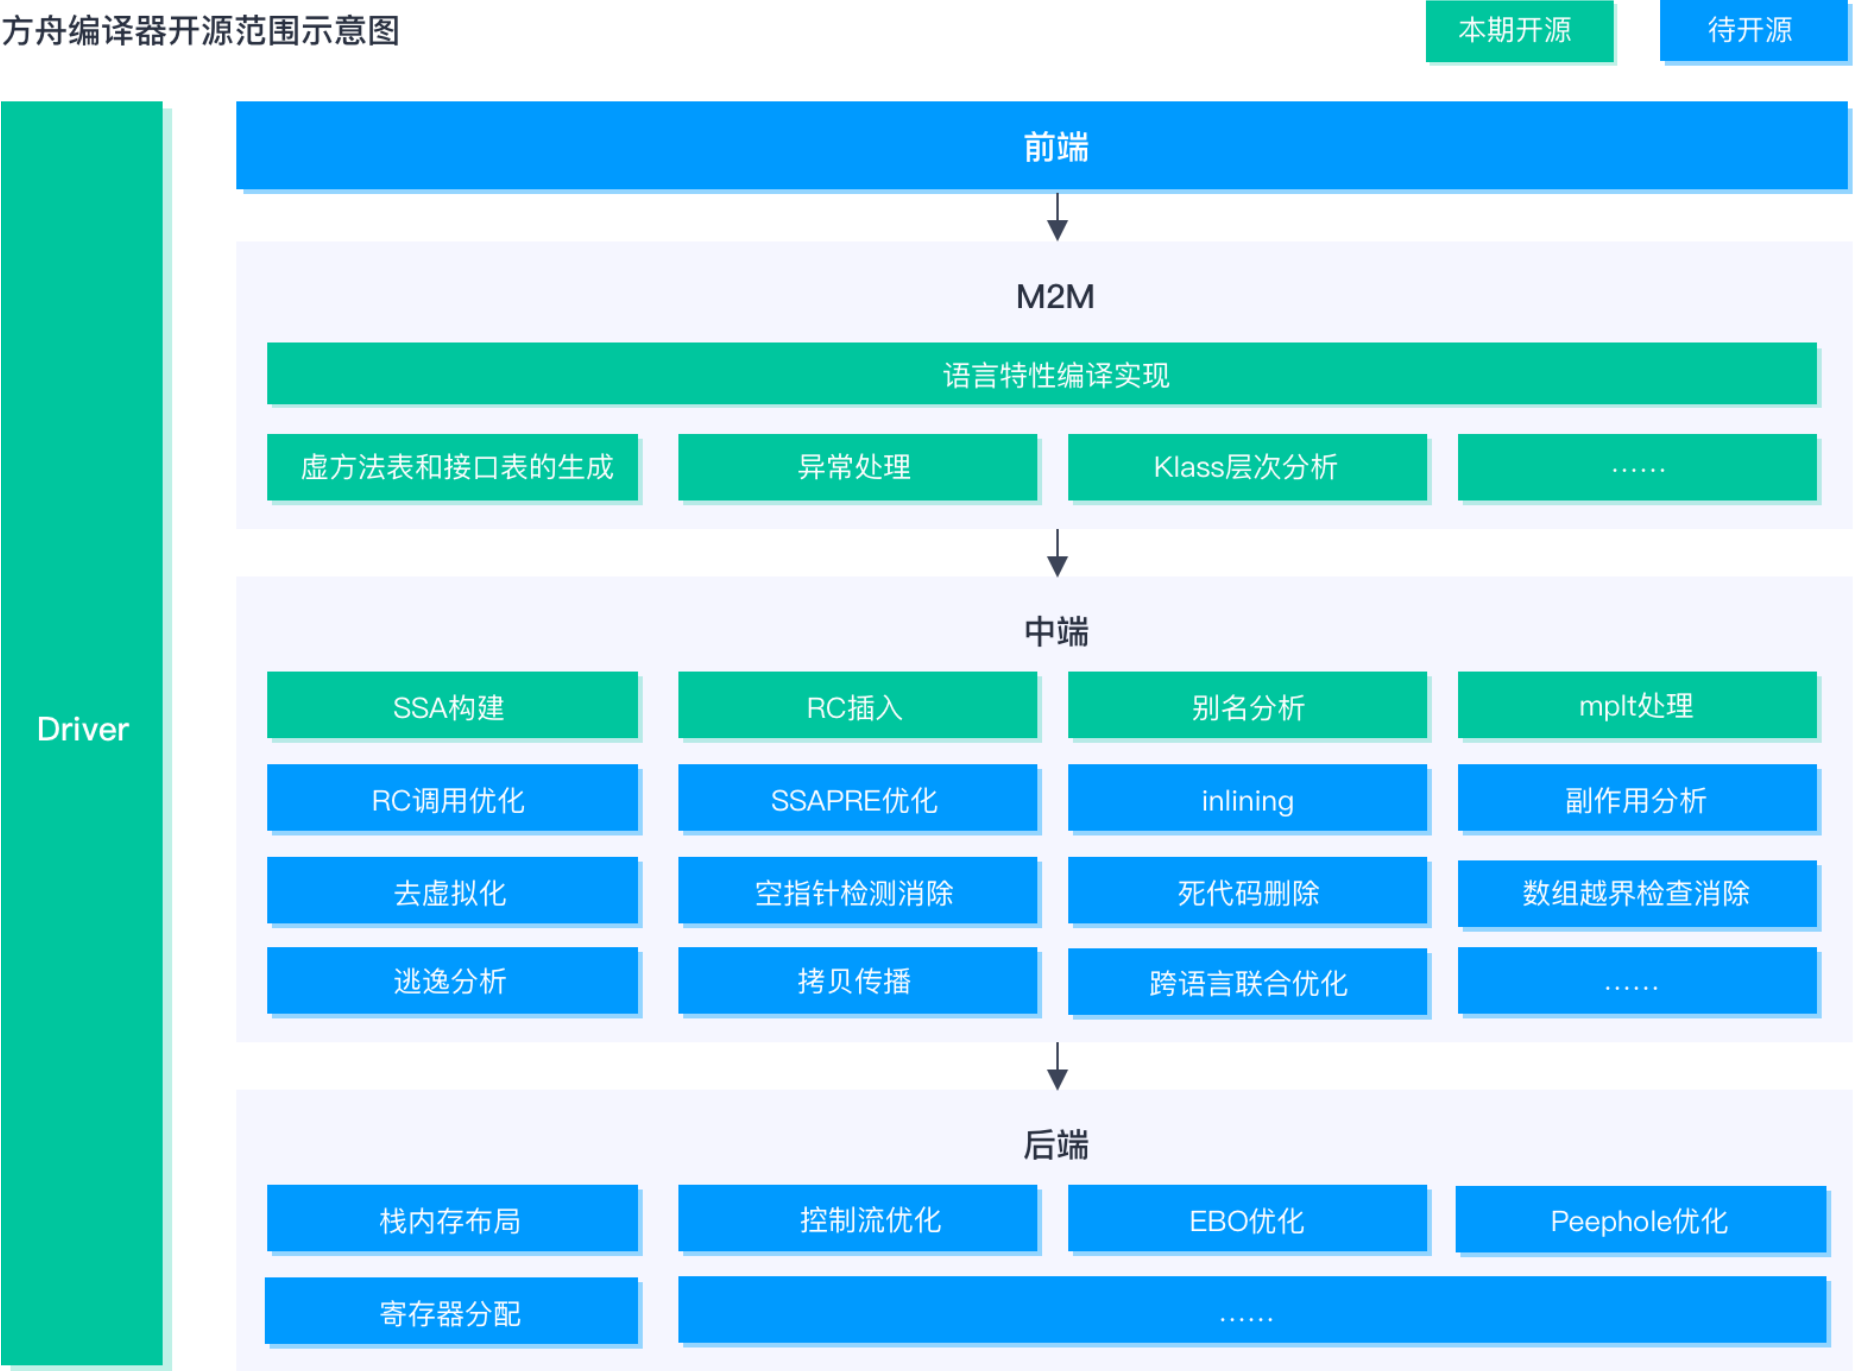 方舟编译器开源范围示意图
本期开源
待开源
Driver
前端
M2M
语言特性编译实现
虚方法表和接口表的生成
异常处理
Klass层次分析
......
中端
SSA构建
RC插入
别名分析
mplt处理
RC调用优化
SSAPRE优化
inlining
副作用分析
去虚拟化
空指针检测消除
死代码删除
数组越界检查消除
逃逸分析
拷贝传播
跨语言联合优化
......
后端
栈内存布局
控制流优化
EBO优化
Peephole优化
寄存器分配
......